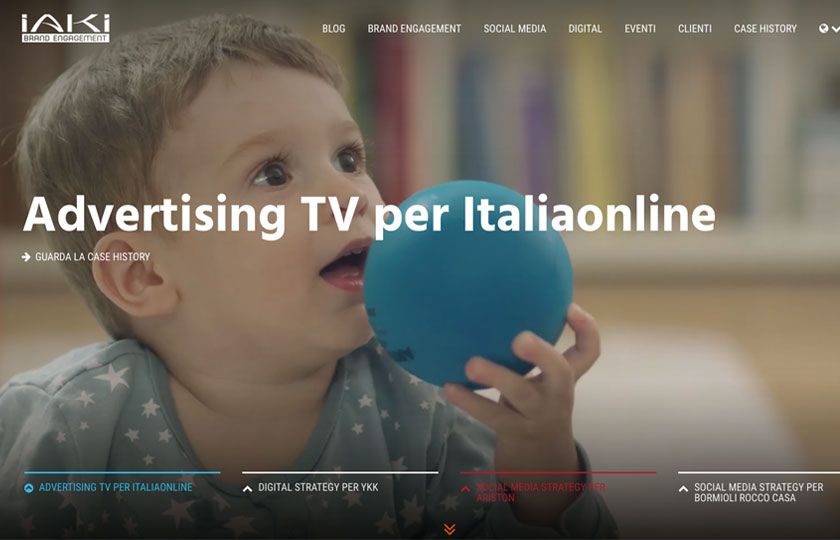 iAKi
BRAND ENGAGEMENT
BLOG
BRAND ENGAGEMENT
SOCIAL MEDIA
DIGITAL
EVENTI
CLIENTI
CASE HISTORY
Advertising TV per Italiaonline
GUARDA LA CASE HISTORY
ADVERTISING TV PER ITALIAONLINE
DIGITAL STRATEGY PER YKK
SOCIAL MEDIA STRATEGY PER
ARISTON
SOCIAL MEDIA STRATEGY PER
BORMIOLI ROCCO CASA